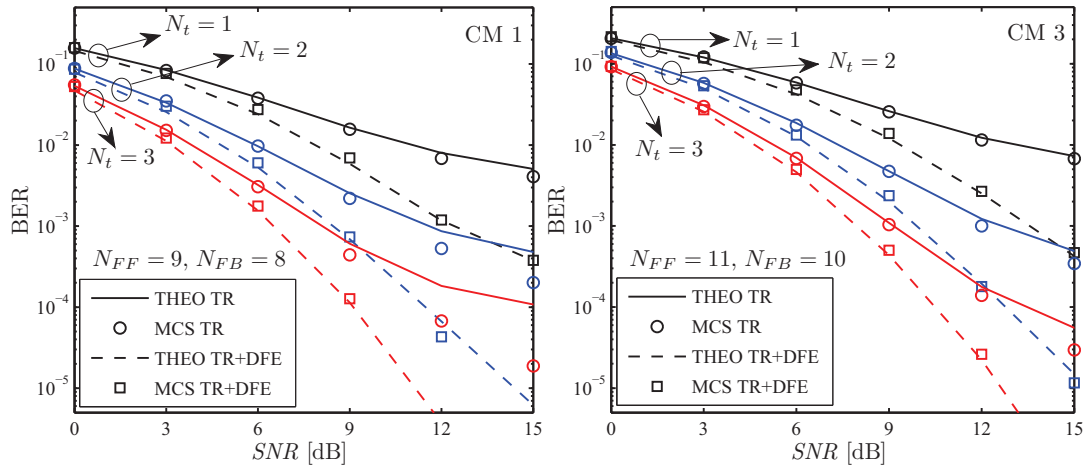 CM 1
N_t = 1
N_t = 2
N_t = 3
N_FF = 9, N_FB = 8
THEO TR
MCS TR
THEO TR+DFE
MCS TR+DFE
BER
10^-1
10^-2
10^-3
10^-4
10^-5
0 3 6 9 12 15
SNR [dB]
CM 3
N_t = 1
N_t = 2
N_t = 3
N_FF = 11, N_FB = 10
THEO TR
MCS TR
THEO TR+DFE
MCS TR+DFE
BER
10^-1
10^-2
10^-3
10^-4
10^-5
0 3 6 9 12 15
SNR [dB]